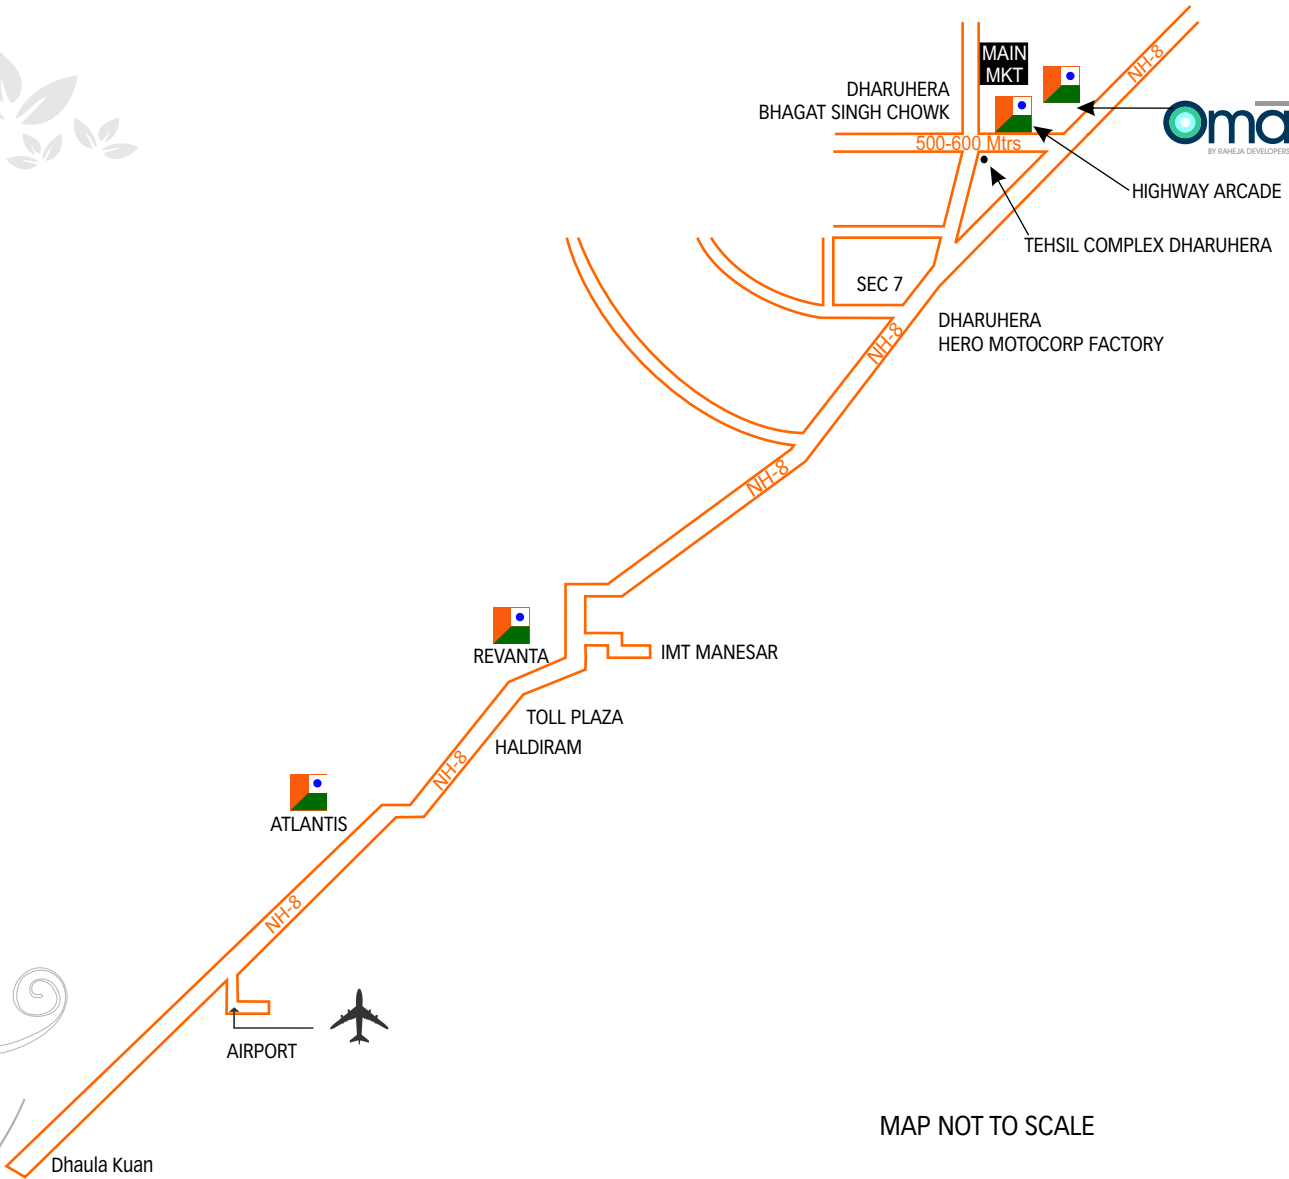 MAIN
MKT
NH-8
DHARUHERA
BHAGAT SINGH CHOWK
Oma
BY RAHEJA DEVELOPERS
500-600 Mtrs
HIGHWAY ARCADE
TEHSIL COMPLEX DHARUHERA
SEC 7
DHARUHERA
HERO MOTOCORP FACTORY
NH-8
NH-8
REVANTA
IMT MANESAR
TOLL PLAZA
HALDIRAM
NH-8
ATLANTIS
NH-8
AIRPORT
MAP NOT TO SCALE
Dhaula Kuan